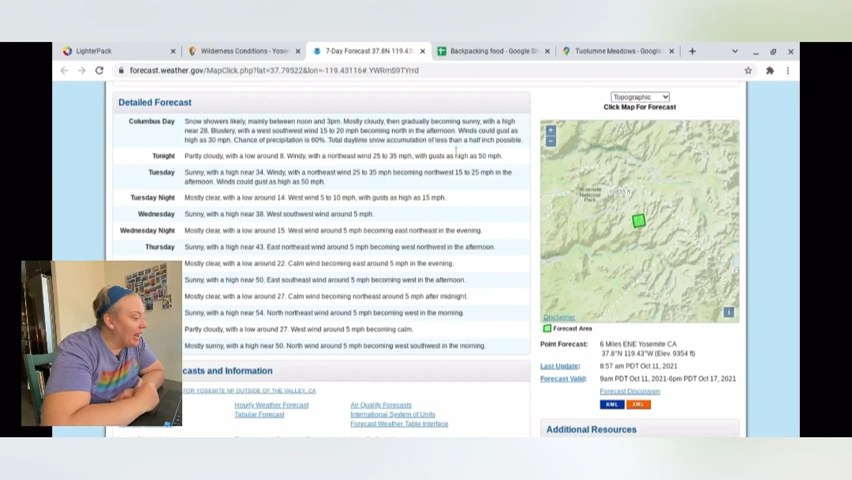 LighterPack
Wilderness Conditions - Yosem
7-Day Forecast 37.8N 119.43
Backpacking food - Google Sh
Tuolumne Meadows - Google
forecast.weather.gov/MapClick.php?lat=37.79522&lon=-119.43116#.YWRmS9TYrrd
Detailed Forecast
Columbus Day Snow showers likely, mainly between noon and 3pm. Mostly cloudy, then gradually becoming sunny, with a high
near 28. Blustery, with a west southwest wind 15 to 20 mph becoming north in the afternoon. Winds could gust as
high as 30 mph. Chance of precipitation is 60%. Total daytime snow accumulation of less than a half inch possible.
Tonight Partly cloudy, with a low around 8. Windy, with a northeast wind 25 to 35 mph, with gusts as high as 50 mph.
Tuesday Sunny, with a high near 34. Windy, with a northeast wind 25 to 35 mph becoming northwest 15 to 25 mph in the
afternoon. Winds could gust as high as 50 mph.
Tuesday Night Mostly clear, with a low around 14. West wind 5 to 10 mph, with gusts as high as 15 mph.
Wednesday Sunny, with a high near 38. West southwest wind around 5 mph.
Wednesday Night Mostly clear, with a low around 15. West wind around 5 mph becoming east northeast in the evening.
Thursday Sunny, with a high near 43. East northeast wind around 5 mph becoming west northwest in the afternoon.
Mostly clear, with a low around 22. Calm wind becoming east around 5 mph in the evening.
Sunny, with a high near 50. East southeast wind around 5 mph becoming west in the afternoon.
Mostly clear, with a low around 27. Calm wind becoming northeast around 5 mph after midnight.
Sunny, with a high near 54. North northeast wind around 5 mph becoming west in the morning.
Partly cloudy, with a low around 27. West wind around 5 mph becoming calm.
Mostly sunny, with a high near 50. North wind around 5 mph becoming west southwest in the morning.
casts and Information
FOR YOSEMITE NP OUTSIDE OF THE VALLEY, CA
Hourly Weather Forecast
Tabular Forecast
Air Quality Forecasts
International System of Units
Forecast Weather Table Interface
Topographic
Click Map For Forecast
+
−
Yosemite
National
Park
Disclaimer
i
Forecast Area
Point Forecast: 6 Miles ENE Yosemite CA
37.8°N 119.43°W (Elev. 9354 ft)
Last Update: 8:57 am PDT Oct 11, 2021
Forecast Valid: 9am PDT Oct 11, 2021-6pm PDT Oct 17, 2021
Forecast Discussion
KML XML
Additional Resources